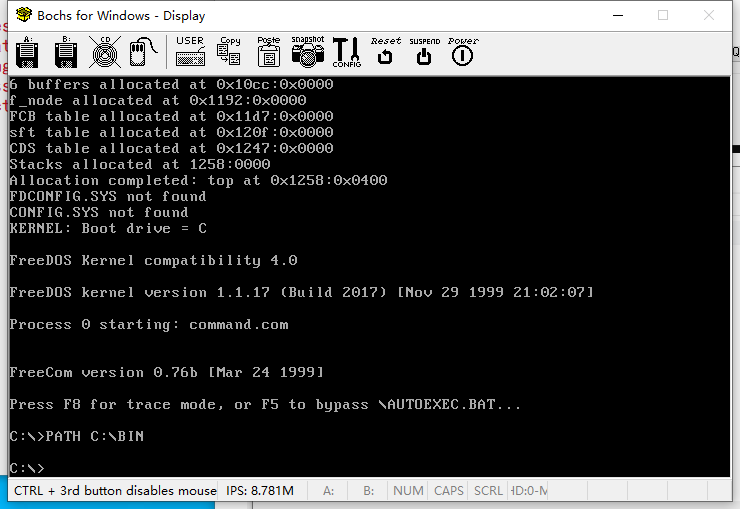 Bochs for Windows - Display
A: B: CD USER Copy Paste snapshot CONFIG Reset SUSPEND Power
6 buffers allocated at 0x10cc:0x0000
f_node allocated at 0x1192:0x0000
FCB table allocated at 0x11d7:0x0000
sft table allocated at 0x120f:0x0000
CDS table allocated at 0x1247:0x0000
Stacks allocated at 1258:0000
Allocation completed: top at 0x1258:0x0400
FDCONFIG.SYS not found
CONFIG.SYS not found
KERNEL: Boot drive = C
FreeDOS Kernel compatibility 4.0
FreeDOS kernel version 1.1.17 (Build 2017) [Nov 29 1999 21:02:07]
Process 0 starting: command.com
FreeCom version 0.76b [Mar 24 1999]
Press F8 for trace mode, or F5 to bypass \AUTOEXEC.BAT...
C:\>PATH C:\BIN
C:\>
CTRL + 3rd button disables mouse IPS: 8.781M A: B: NUM CAPS SCRL HD:0-M